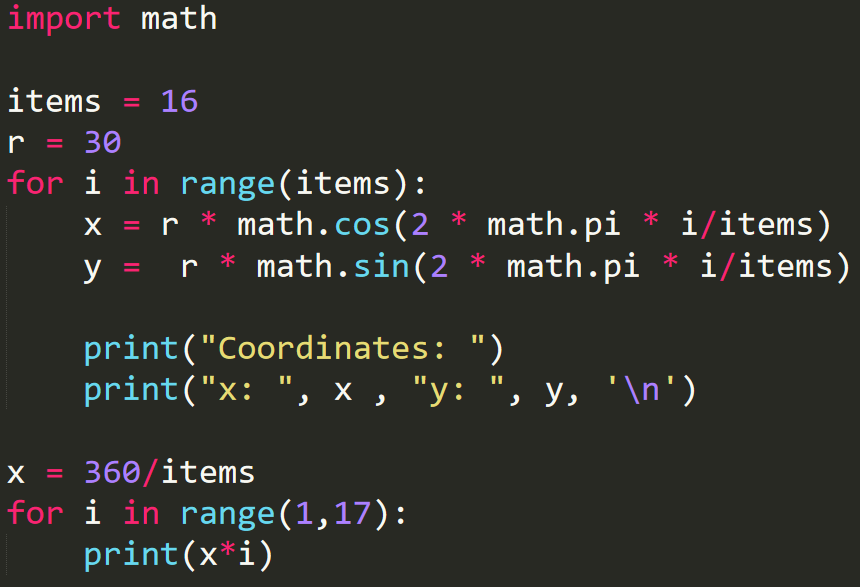 import math

items = 16
r = 30
for i in range(items):
    x = r * math.cos(2 * math.pi * i/items)
    y =  r * math.sin(2 * math.pi * i/items)

    print("Coordinates: ")
    print("x: ", x , "y: ", y, '\n')

x = 360/items
for i in range(1,17):
    print(x*i)